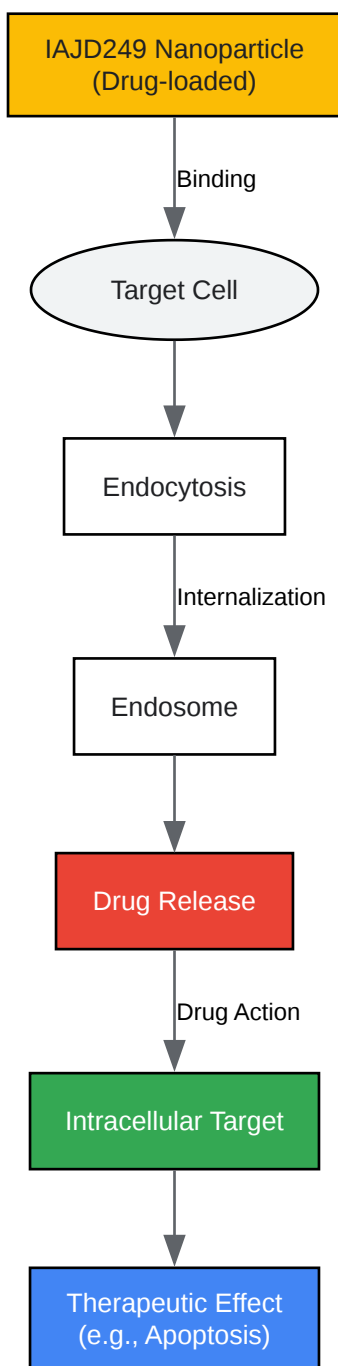 IAJD249 Nanoparticle
(Drug-loaded)
Binding
Target Cell
Endocytosis
Internalization
Endosome
Drug Release
Drug Action
Intracellular Target
Therapeutic Effect
(e.g., Apoptosis)